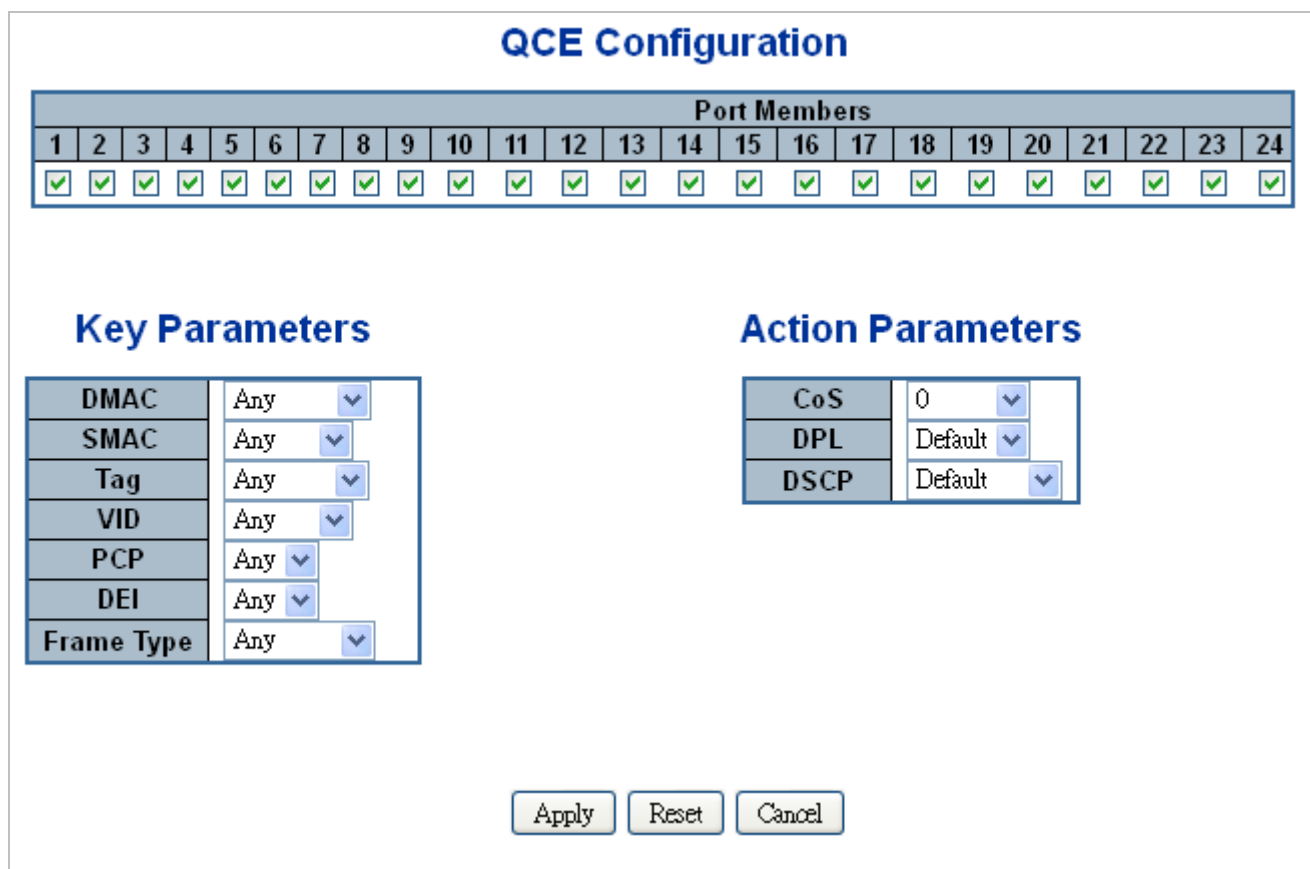 QCE Configuration
Port Members
1 2 3 4 5 6 7 8 9 10 11 12 13 14 15 16 17 18 19 20 21 22 23 24
Key Parameters
DMAC Any
SMAC Any
Tag Any
VID Any
PCP Any
DEI Any
Frame Type Any
Action Parameters
CoS 0
DPL Default
DSCP Default
Apply Reset Cancel